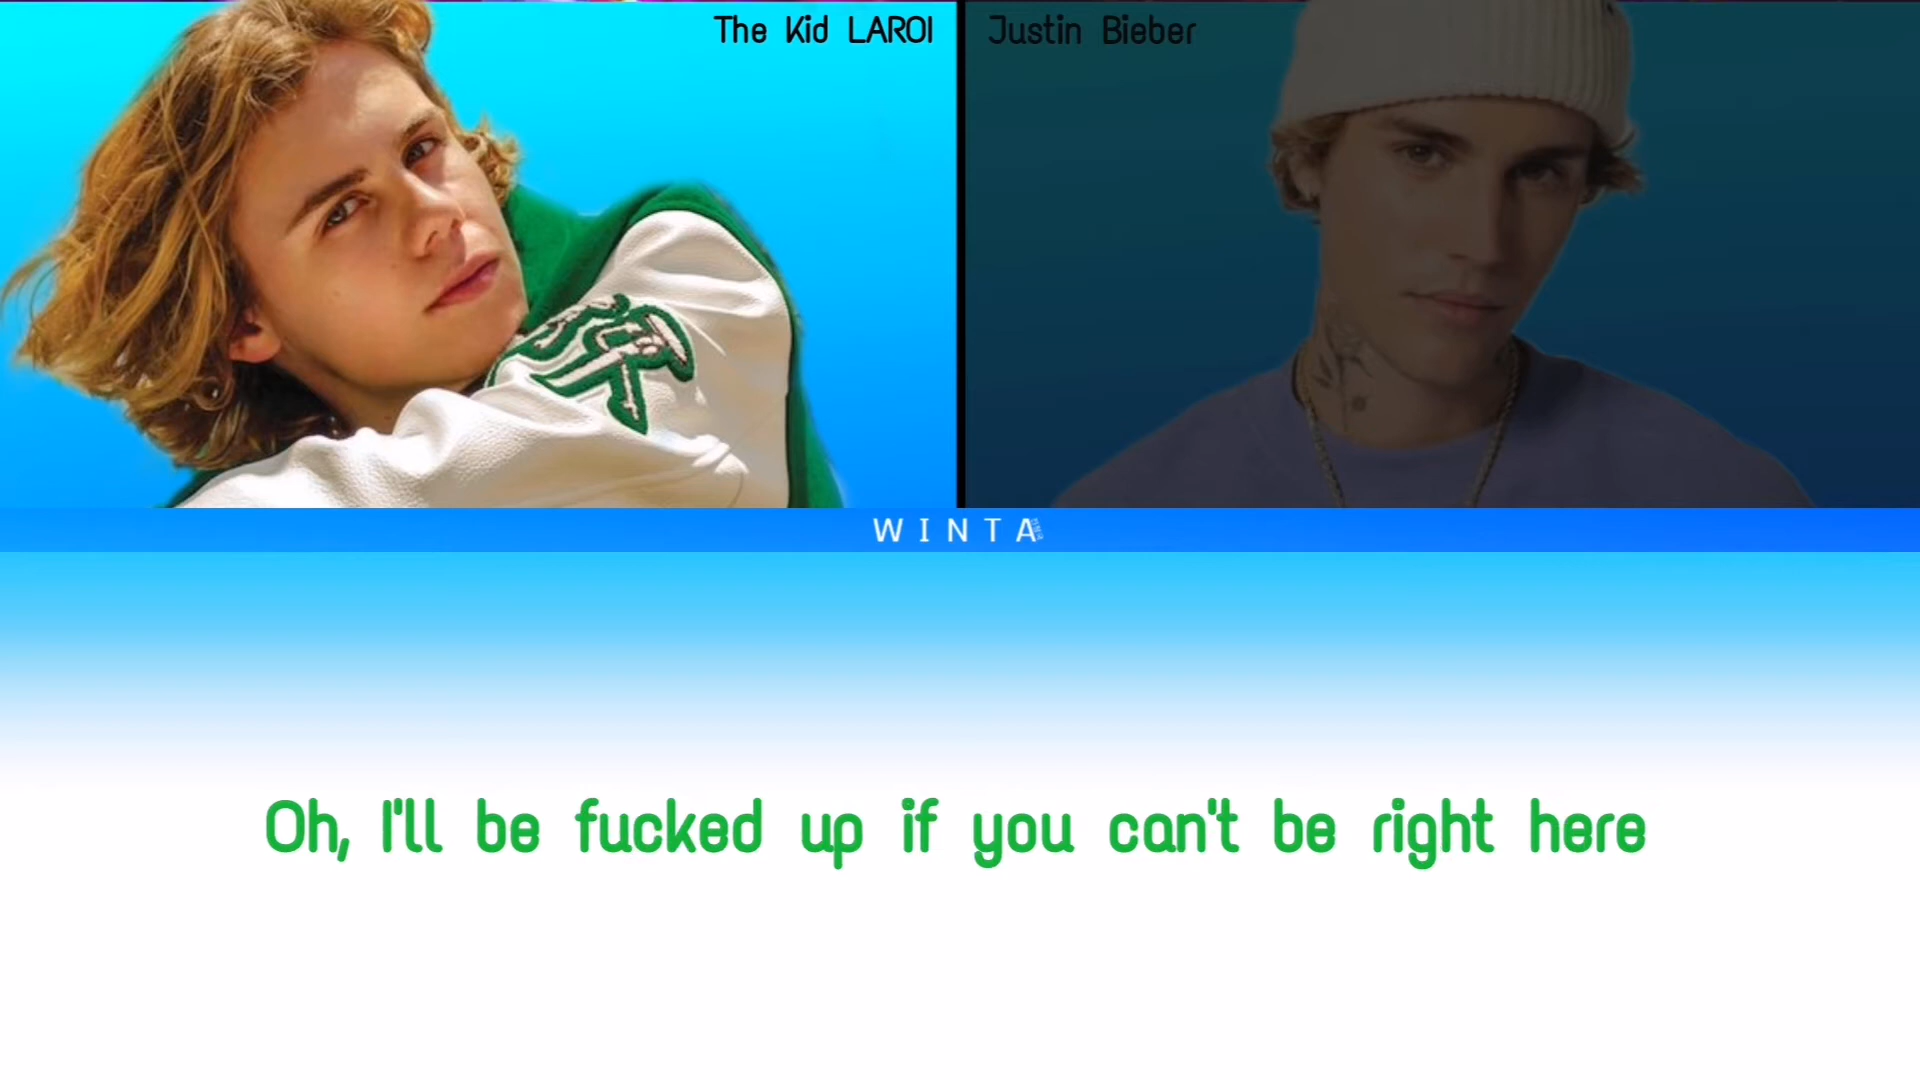 The Kid LAROI
Justin Bieber
WINTA
Oh, I'll be fucked up if you can't be right here